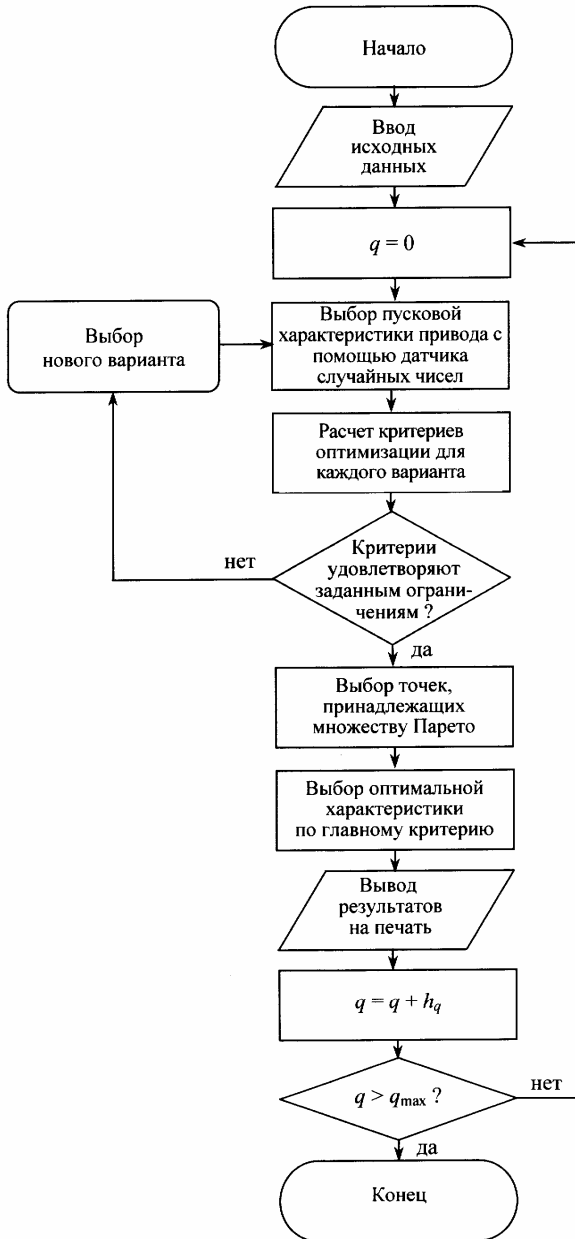 Начало
Ввод
исходных
данных
q = 0
Выбор
нового варианта
Выбор пусковой
характеристики привода с
помощью датчика
случайных чисел
Расчет критериев
оптимизации для
каждого варианта
нет
Критерии
удовлетворяют
заданным ограни-
чениям ?
да
Выбор точек,
принадлежащих
множеству Парето
Выбор оптимальной
характеристики
по главному критерию
Вывод
результатов
на печать
q = q + hq
q > qmax ?
нет
да
Конец